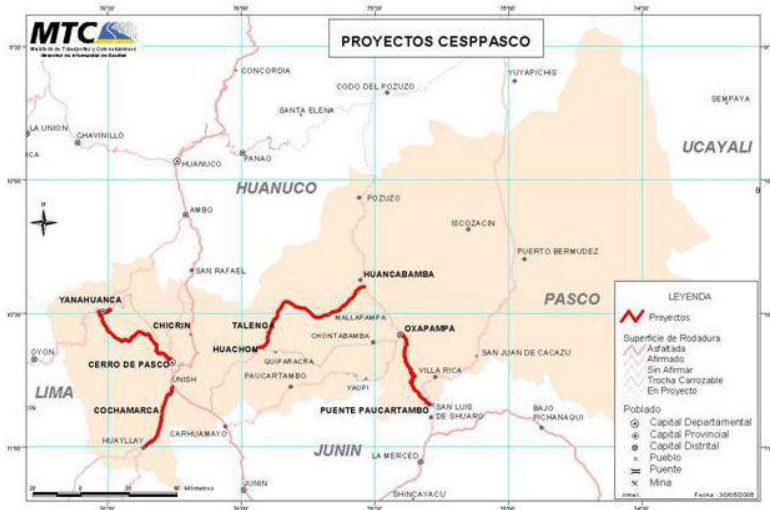 MTC
PROYECTOS CESPPASCO
CONCORDIA
CODO DEL POZUZO
YUYAPICHIS
SEMPAYA
SANTA ELENA
LA UNION
CHAVINILLO
UCAYALI
HUANUCO
PANAO
HUANUCO
POZUZO
AMBO
ISCOZACIN
PUERTO BERMUDEZ
SAN RAFAEL
HUANCABAMBA
YANAHUANCA
PASCO
CHICRIN
TALENGA
MALLAPAMPA
OXAPAMPA
OYON
HUACHON
CHONTABAMBA
CERRO DE PASCO
QUIPARACRA
SAN JUAN DE CACAZU
UNISH
PAUCARTAMBO
YAUPI
VILLA RICA
LIMA
COCHAMARCA
PUENTE PAUCARTAMBO
SAN LUIS
DE SHUARO
BAJO
PICHANAQUI
HUAYLLAY
CARHUAMAYO
JUNIN
LA MERCED
JUNIN
SHINCAYACU
LEYENDA
Proyectos
Superficie de Rodadura
Asfaltada
Afirmado
Sin Afirmar
Trocha Carrozable
En Proyecto
Poblado
Capital Departamental
Capital Provincial
Capital Distrital
Pueblo
Puente
Mina